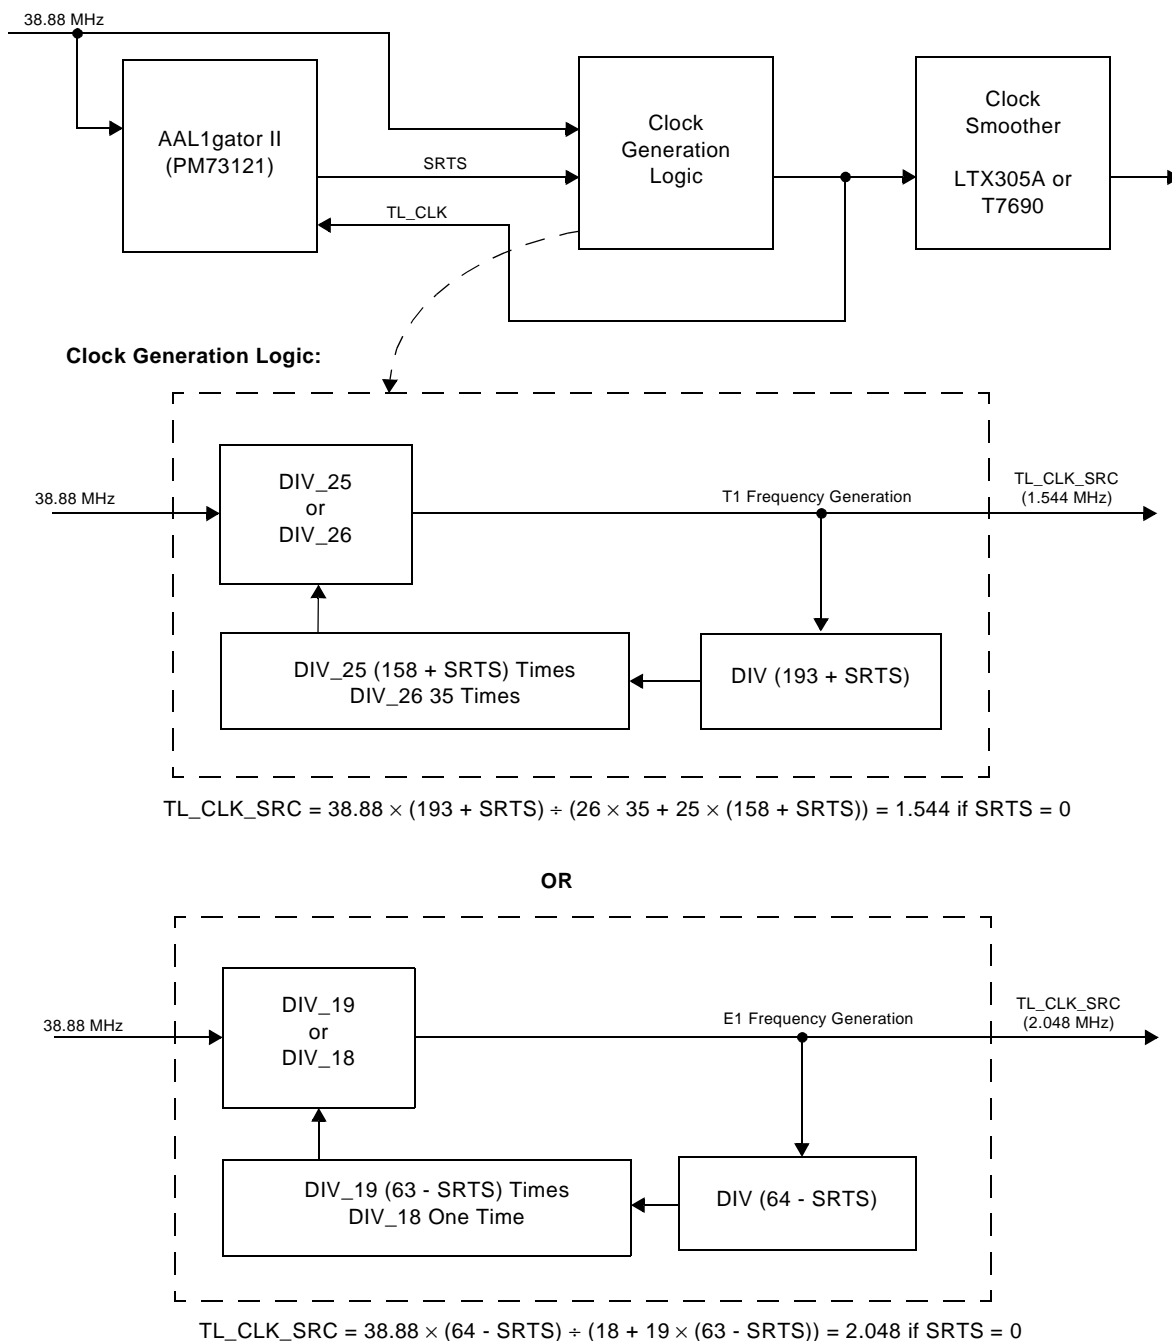 38.88 MHz
AAL1gator II
(PM73121)
SRTS
TL_CLK
Clock
Generation
Logic
Clock
Smoother
LTX305A or
T7690
Clock Generation Logic:
38.88 MHz
DIV_25
or
DIV_26
T1 Frequency Generation
TL_CLK_SRC
(1.544 MHz)
DIV_25 (158 + SRTS) Times
DIV_26 35 Times
DIV (193 + SRTS)
TL_CLK_SRC = 38.88 × (193 + SRTS) ÷ (26 × 35 + 25 × (158 + SRTS)) = 1.544 if SRTS = 0
OR
38.88 MHz
DIV_19
or
DIV_18
E1 Frequency Generation
TL_CLK_SRC
(2.048 MHz)
DIV_19 (63 - SRTS) Times
DIV_18 One Time
DIV (64 - SRTS)
TL_CLK_SRC = 38.88 × (64 - SRTS) ÷ (18 + 19 × (63 - SRTS)) = 2.048 if SRTS = 0